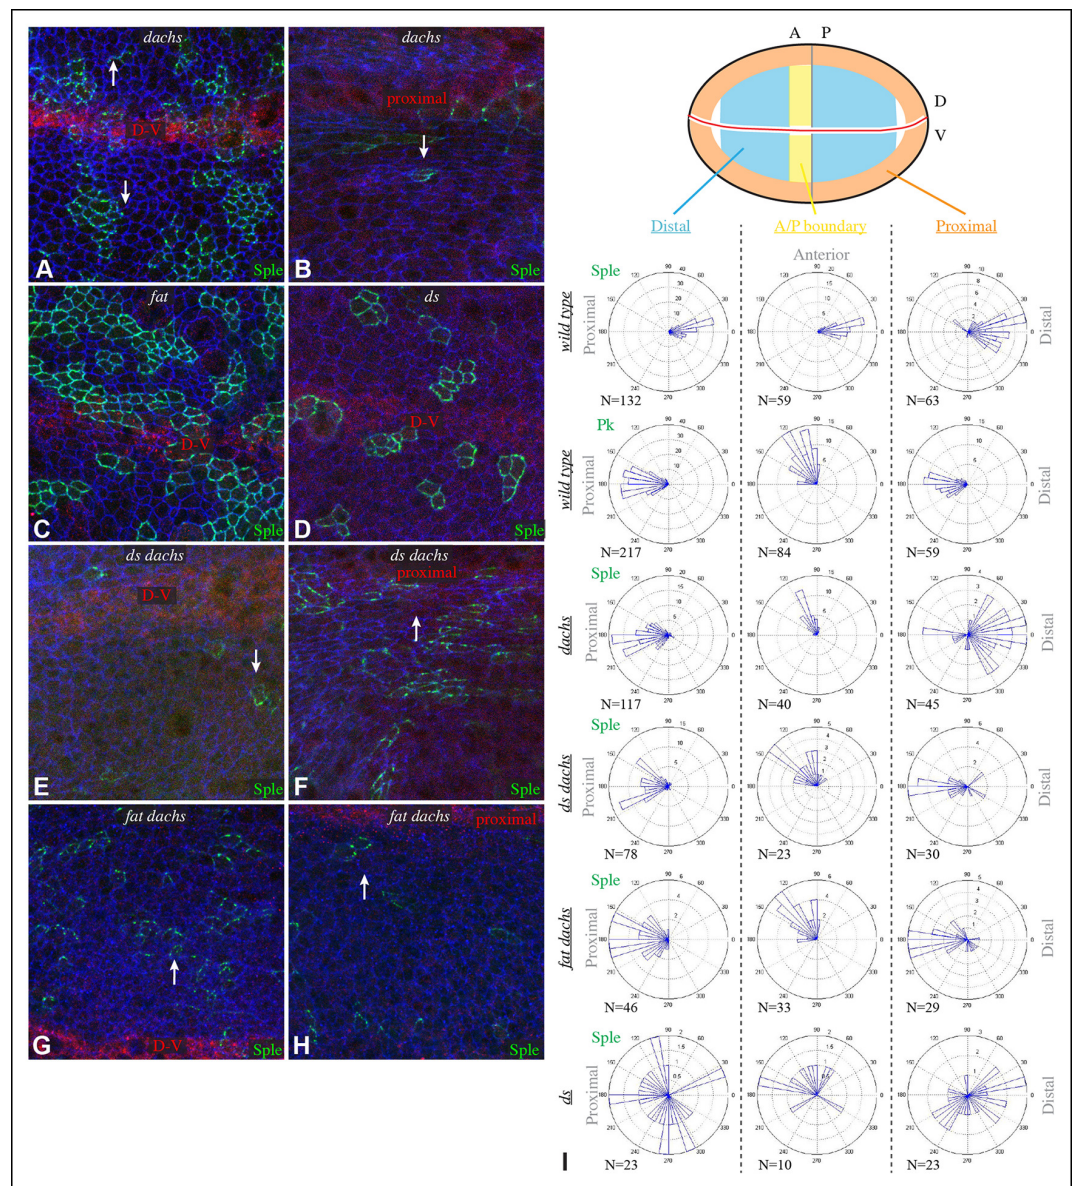 dachs
D-V
A
Sple
dachs
proximal
B
Sple
fat
D-V
C
Sple
ds
D-V
D
Sple
ds dachs
D-V
E
Sple
ds dachs
proximal
F
Sple
fat dachs
G
D-V
Sple
fat dachs
proximal
H
Sple
A P
D
V
Distal
A/P boundary
Proximal
Anterior
Sple
wild type
Proximal
Distal
N=132
N=59
N=63
Pk
wild type
Proximal
Distal
N=217
N=84
N=59
Sple
dachs
Proximal
Distal
N=117
N=40
N=45
Sple
ds dachs
Proximal
Distal
N=78
N=23
N=30
Sple
fat dachs
Proximal
Distal
N=46
N=33
N=29
Sple
ds
Proximal
Distal
N=23
N=10
N=23
I